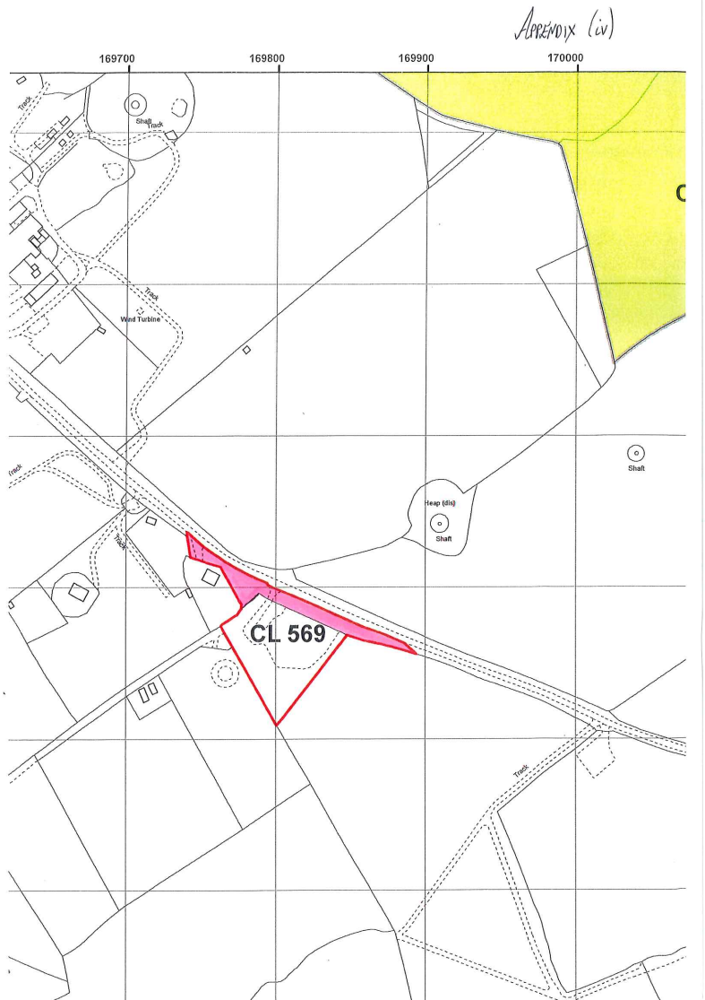 APPENDIX (iv)
169700
169800
169900
170000
Track
Shaft
Track
C
Track
Wind Turbine
Shaft
Track
Heap (dis)
Shaft
Track
CL 569
Track